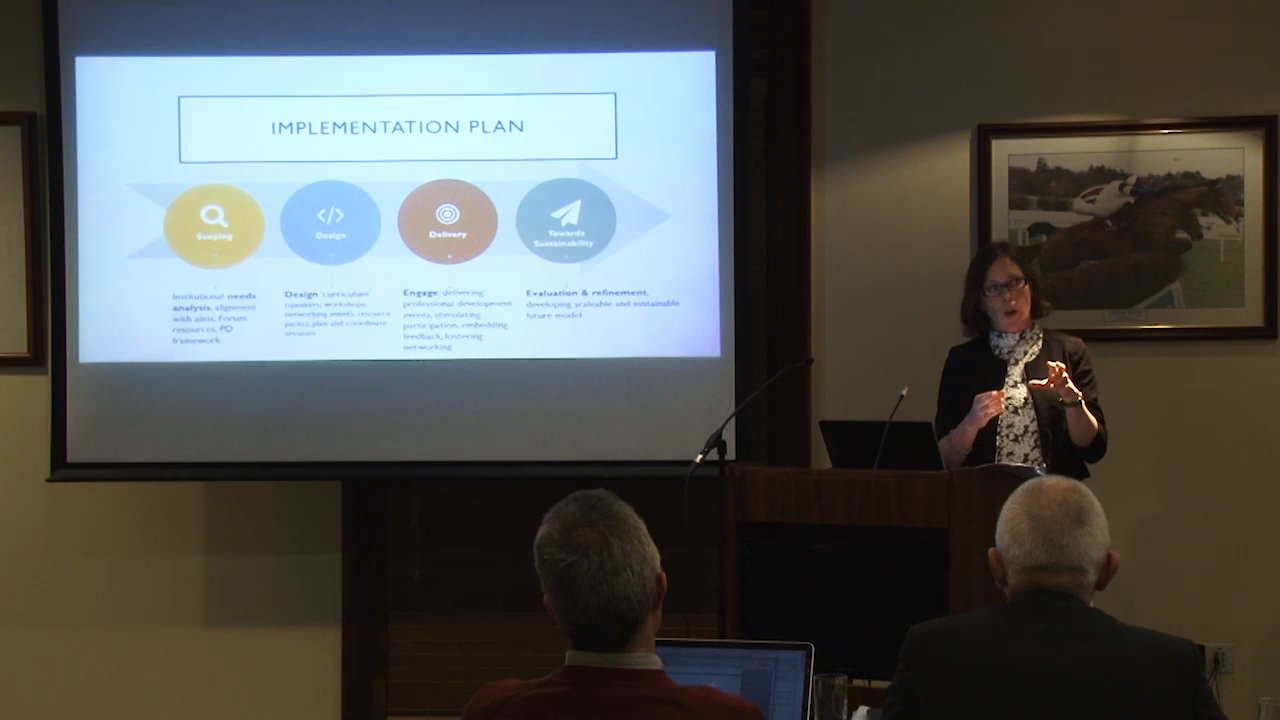 IMPLEMENTATION PLAN
Scoping
</>
Design
Delivery
Towards
Sustainability
Institutional needs
analysis, alignment
with aims, Forum
resources, PD
framework
Design 'curriculum'
(speakers, workshops,
networking events, resource
packs), plan and coordinate
sessions
Engage: delivering
professional development
events, stimulating
participation, embedding
feedback, fostering
networking
Evaluation & refinement,
developing scaleable and sustainable
future model